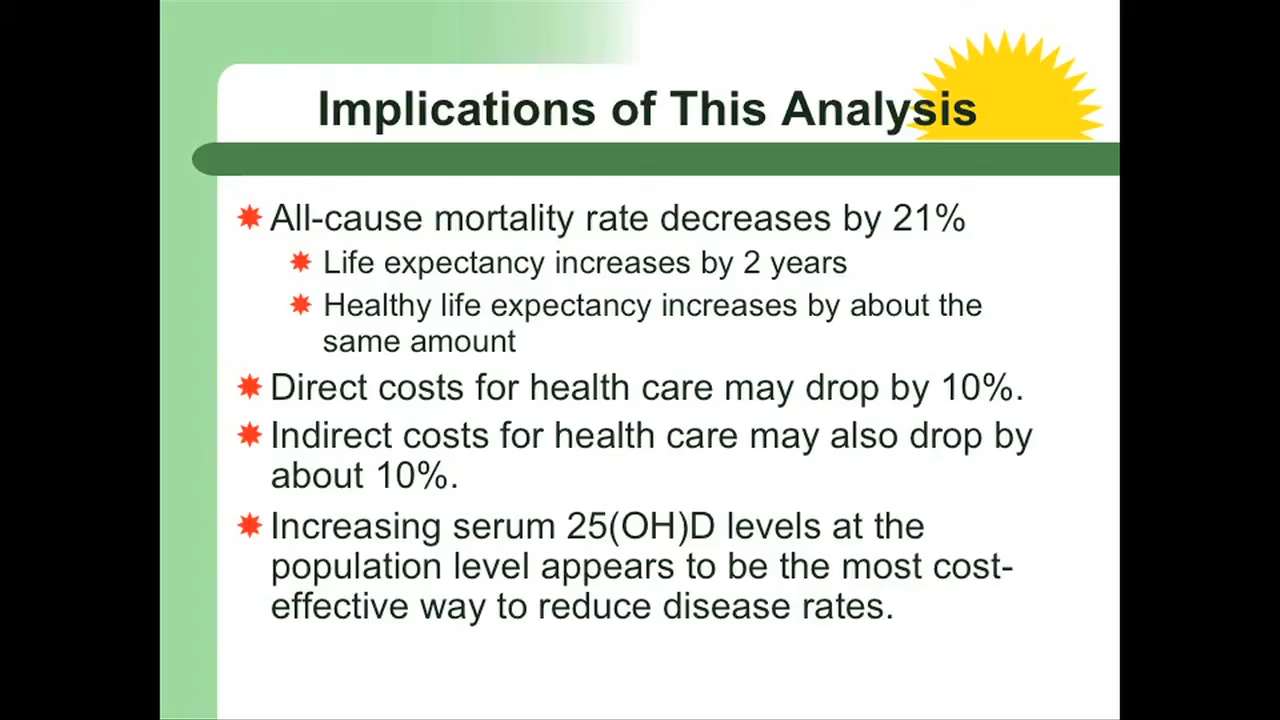 Implications of This Analysis
All-cause mortality rate decreases by 21%
Life expectancy increases by 2 years
Healthy life expectancy increases by about the
same amount
Direct costs for health care may drop by 10%.
Indirect costs for health care may also drop by
about 10%.
Increasing serum 25(OH)D levels at the
population level appears to be the most cost-
effective way to reduce disease rates.